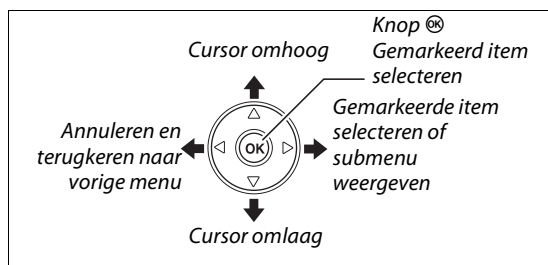 Knop OK
Gemarkeerd item
selecteren
Cursor omhoog
Annuleren en
terugkeren naar
vorige menu
OK
Gemarkeerde item
selecteren of
submenu
weergeven
Cursor omlaag